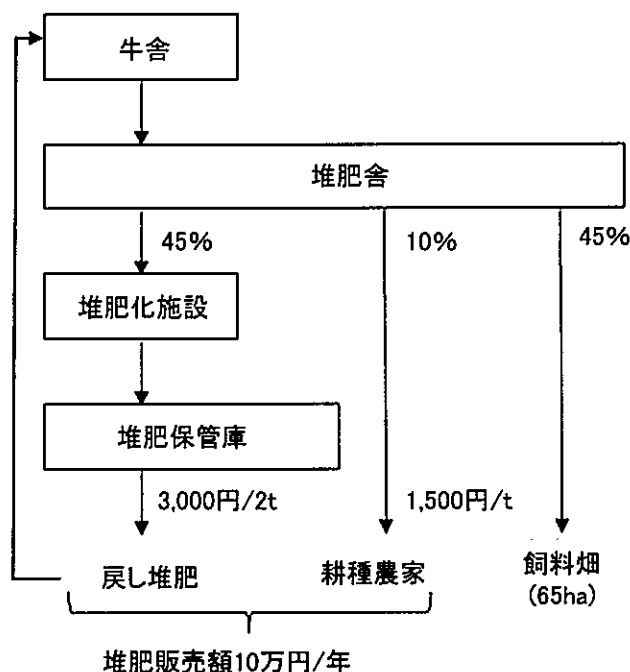 牛舎
堆肥舎
45%
10%
45%
堆肥化施設
堆肥保管庫
3,000円/2t
1,500円/t
戻し堆肥
耕種農家
飼料畑
(65ha)
堆肥販売額10万円/年